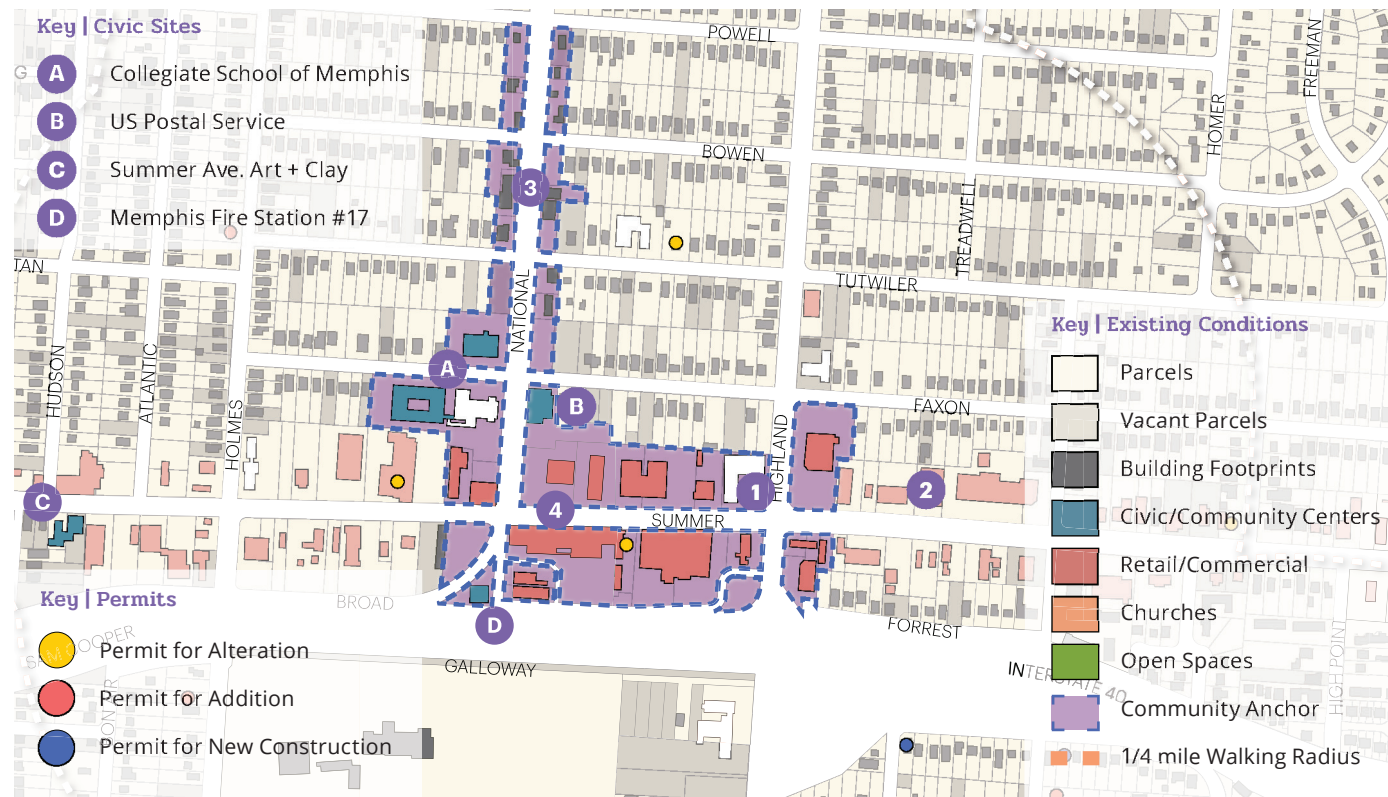 Key | Civic Sites
A Collegiate School of Memphis
B US Postal Service
C Summer Ave. Art + Clay
D Memphis Fire Station #17
POWELL
FREEMAN
HOMER
BOWEN
3
TREADWELL
TUTWILER
NATIONAL
HUDSON
ATLANTIC
HOLMES
A
B
HIGHLAND
FAXON
C
1
2
4
SUMMER
D
BROAD
FORREST
GALLOWAY
INTERSTATE 40
HIGH POINT
SAM COOPER
Key | Existing Conditions
Parcels
Vacant Parcels
Building Footprints
Civic/Community Centers
Retail/Commercial
Churches
Open Spaces
Community Anchor
1/4 mile Walking Radius
Key | Permits
Permit for Alteration
Permit for Addition
Permit for New Construction